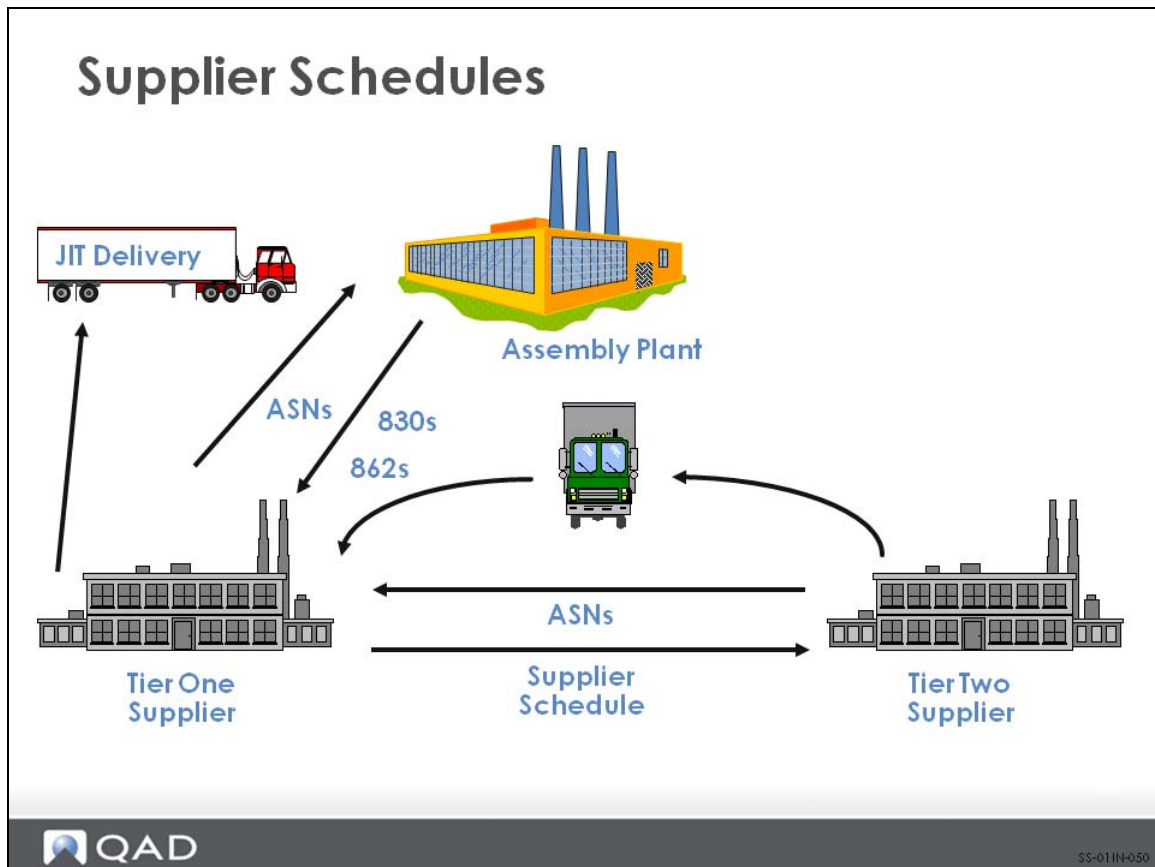 Supplier Schedules
JIT Delivery
Assembly Plant
ASNs
830s
862s
ASNs
Tier One
Supplier
Supplier
Schedule
Tier Two
Supplier
QAD
SS-01IN-050